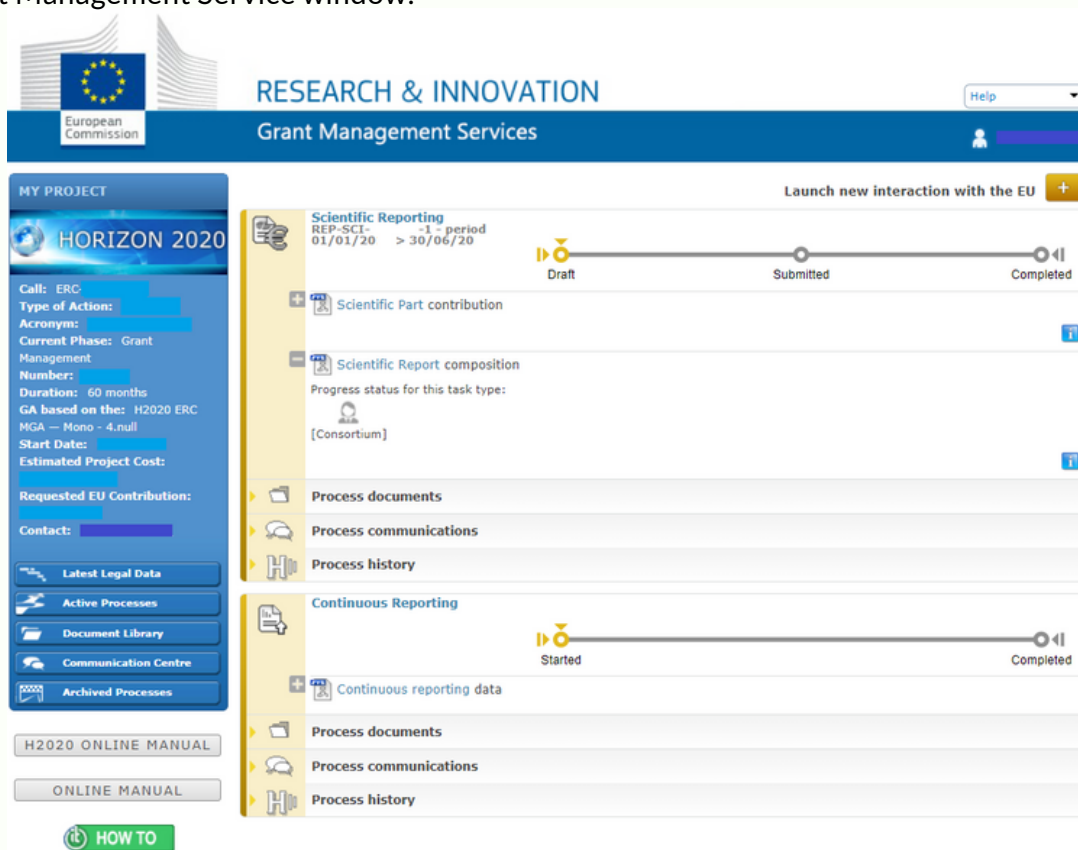 t Management Service window.
European
Commission
RESEARCH & INNOVATION
Help
Grant Management Services
MY PROJECT
HORIZON 2020
Call: ERC-
Type of Action:
Acronym:
Current Phase: Grant
Management
Number:
Duration: 60 months
GA based on the: H2020 ERC
MGA — Mono - 4.null
Start Date:
Estimated Project Cost:
Requested EU Contribution:
Contact:
Latest Legal Data
Active Processes
Document Library
Communication Centre
Archived Processes
H2020 ONLINE MANUAL
ONLINE MANUAL
HOW TO
Launch new interaction with the EU +
Scientific Reporting
REP-SCI- -1 - period
01/01/20 > 30/06/20
Draft Submitted Completed
Scientific Part contribution
Scientific Report composition
Progress status for this task type:
[Consortium]
Process documents
Process communications
Process history
Continuous Reporting
Started Completed
Continuous reporting data
Process documents
Process communications
Process history